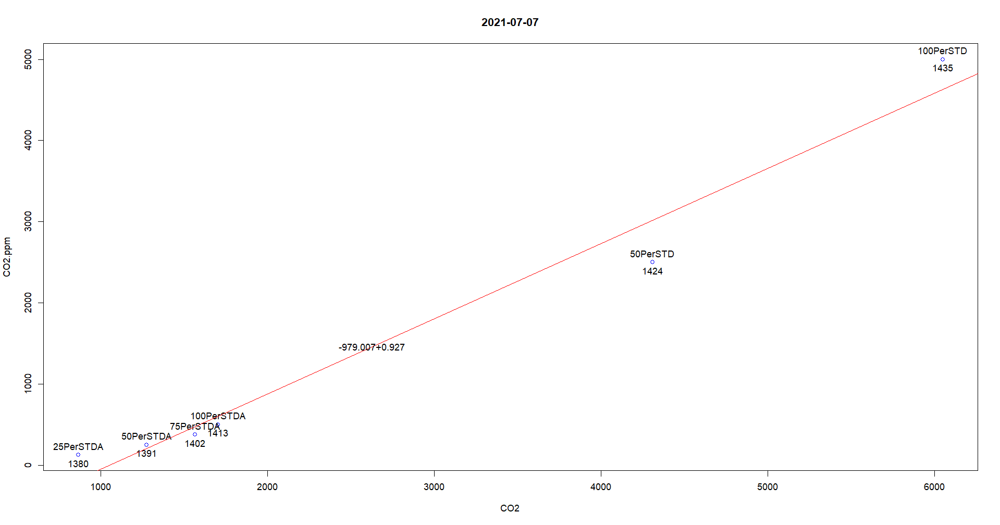 2021-07-07
CO2.ppm
5000
4000
3000
2000
1000
0
100PerSTD
1435
50PerSTD
1424
-979.007+0.927
100PerSTDA
1413
75PerSTDA
1402
50PerSTDA
1391
25PerSTDA
1380
1000
2000
3000
4000
5000
6000
CO2